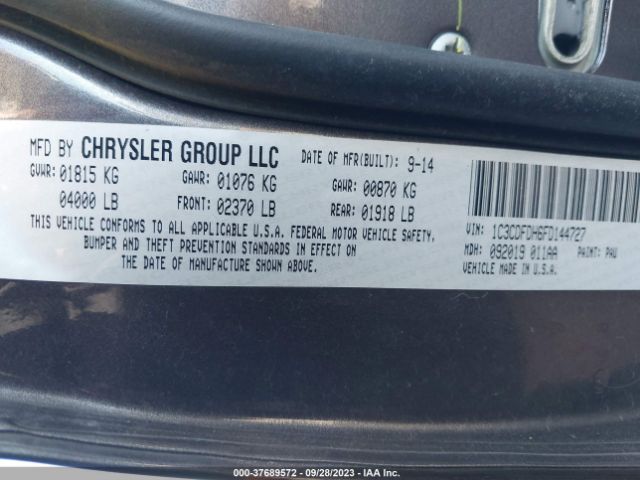 MFD BY CHRYSLER GROUP LLC DATE OF MFR(BUILT): 9-14
GVWR: 01815 KG GAWR: 01076 KG GAWR: 00870 KG
04000 LB FRONT: 02370 LB REAR: 01918 LB
THIS VEHICLE CONFORMS TO ALL APPLICABLE U.S.A. FEDERAL MOTOR VEHICLE SAFETY,
BUMPER AND THEFT PREVENTION STANDARDS IN EFFECT ON
THE DATE OF MANUFACTURE SHOWN ABOVE.
VIN: 1C3CDFDH6FD144727
MDH: 092019 011AA PAINT: PAU
VEHICLE MADE IN U.S.A.
000-37689572 - 09/28/2023 - IAA Inc.